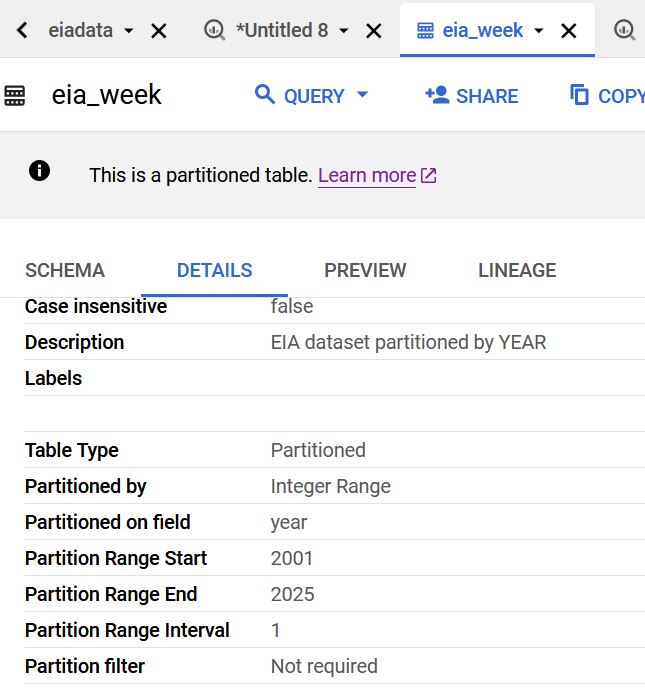 eiadata *Untitled 8 eia_week
eia_week QUERY SHARE COPY
This is a partitioned table. Learn more
SCHEMA DETAILS PREVIEW LINEAGE
Case insensitive false
Description EIA dataset partitioned by YEAR
Labels
Table Type Partitioned
Partitioned by Integer Range
Partitioned on field year
Partition Range Start 2001
Partition Range End 2025
Partition Range Interval 1
Partition filter Not required